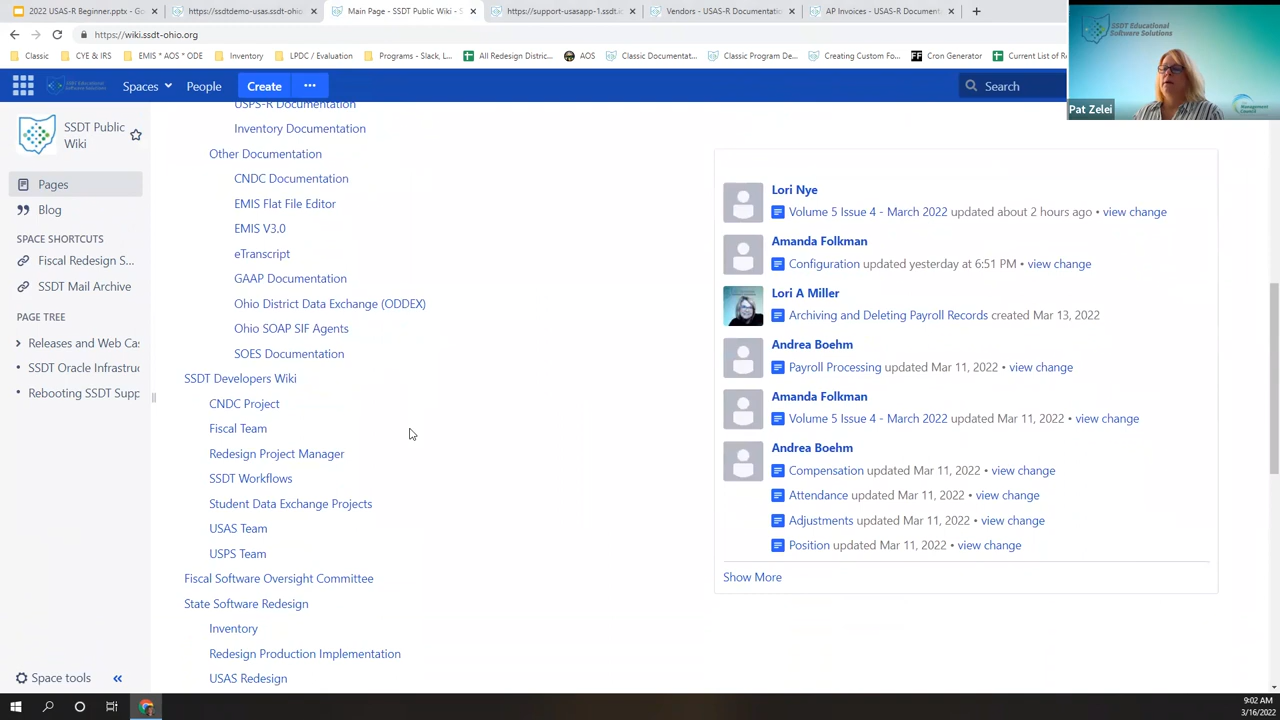 2022 USAS-R Beginner.pptx - Go
https://ssdtdemo-usas.ssdt-ohi
Main Page - SSDT Public Wiki - S
https://support-usasapp-1.ssdt.i
Vendors - USAS-R Documentatio
AP Invoices - USAS-R Document
https://wiki.ssdt-ohio.org
Classic
CYE & IRS
EMIS * AOS * ODE
Inventory
LPDC / Evaluation
Programs - Slack, L...
All Redesign Distric...
AOS
Classic Documentat...
Classic Program De...
Creating Custom Fo...
Cron Generator
Current List of R
SSDT Educational
Software Solutions
Pat Zelei
Management
Council
Spaces
People
Create
Search
SSDT Public
Wiki
Pages
Blog
SPACE SHORTCUTS
Fiscal Redesign S...
SSDT Mail Archive
PAGE TREE
Releases and Web Cas
SSDT Oracle Infrastruc
Rebooting SSDT Supp
Space tools
USPS-R Documentation
Inventory Documentation
Other Documentation
CNDC Documentation
EMIS Flat File Editor
EMIS V3.0
eTranscript
GAAP Documentation
Ohio District Data Exchange (ODDEX)
Ohio SOAP SIF Agents
SOES Documentation
SSDT Developers Wiki
CNDC Project
Fiscal Team
Redesign Project Manager
SSDT Workflows
Student Data Exchange Projects
USAS Team
USPS Team
Fiscal Software Oversight Committee
State Software Redesign
Inventory
Redesign Production Implementation
USAS Redesign
Lori Nye
Volume 5 Issue 4 - March 2022 updated about 2 hours ago • view change
Amanda Folkman
Configuration updated yesterday at 6:51 PM • view change
Lori A Miller
Archiving and Deleting Payroll Records created Mar 13, 2022
Andrea Boehm
Payroll Processing updated Mar 11, 2022 • view change
Amanda Folkman
Volume 5 Issue 4 - March 2022 updated Mar 11, 2022 • view change
Andrea Boehm
Compensation updated Mar 11, 2022 • view change
Attendance updated Mar 11, 2022 • view change
Adjustments updated Mar 11, 2022 • view change
Position updated Mar 11, 2022 • view change
Show More
9:02 AM
3/16/2022